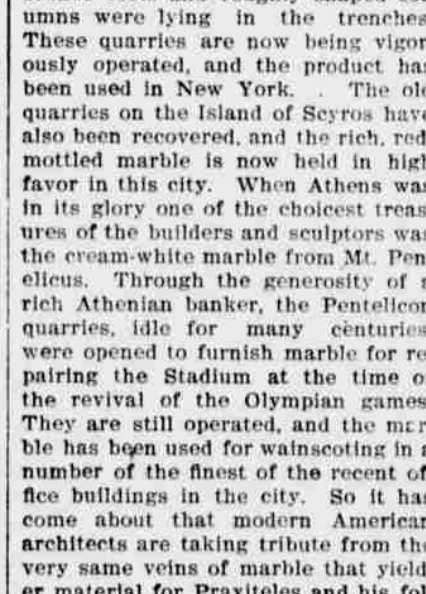 umns were lying in the trenches
These quarries are now being vigor
ously operated, and the product has
been used in New York. . The old
quarries on the Island of Scyros have
also been recovered, and the rich, red
mottled marble is now held in high
favor in this city. When Athens was
in its glory one of the choicest treas
ures of the builders and sculptors was
the cream-white marble from Mt. Pen
elicus. Through the generosity of a
rich Athenian banker, the Pentelicon
quarries, idle for many centuries
were opened to furnish marble for re
pairing the Stadium at the time of
the revival of the Olympian games
They are still operated, and the mar
ble has been used for wainscoting in a
number of the finest of the recent of
fice buildings in the city. So it has
come about that modern American
architects are taking tribute from the
very same veins of marble that yield
er material for Praxiteles and his fol